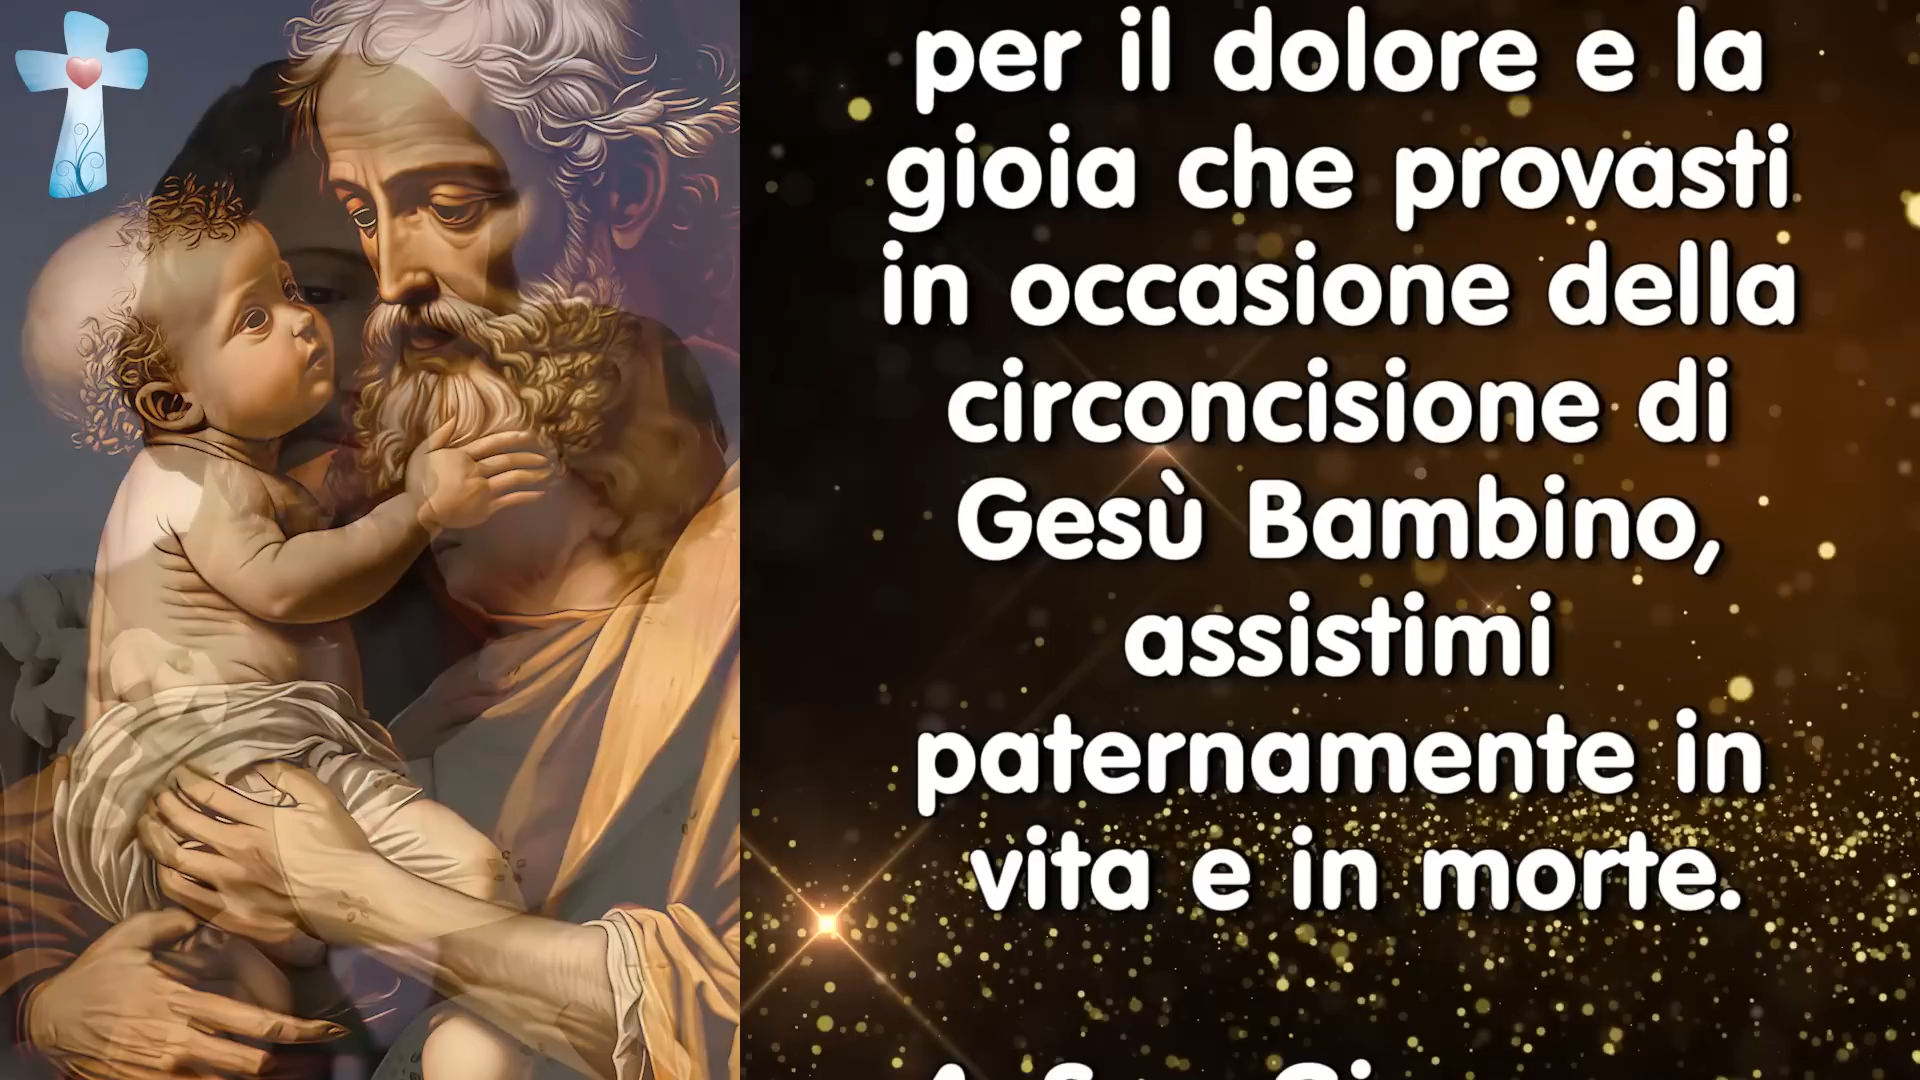 per il dolore e la
gioia che provasti
in occasione della
circoncisione di
Gesù Bambino,
assistimi
paternamente in
vita e in morte.